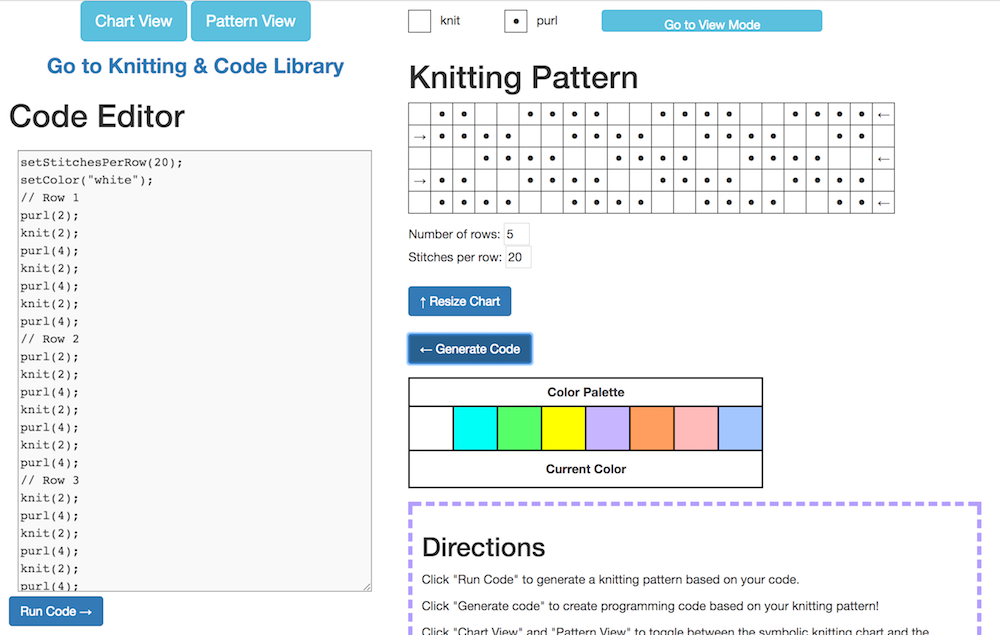 Chart View
Pattern View
Go to Knitting & Code Library
Code Editor
setStitchesPerRow(20);
setColor("white");
// Row 1
purl(2);
knit(2);
purl(4);
knit(2);
purl(4);
knit(2);
purl(4);
// Row 2
purl(2);
knit(2);
purl(4);
knit(2);
purl(4);
knit(2);
purl(4);
// Row 3
knit(2);
purl(4);
knit(2);
purl(4);
knit(2);
purl(4);
Run Code →
knit
purl
Go to View Mode
Knitting Pattern
←
→
←
→
←
Number of rows: 5
Stitches per row: 20
↑ Resize Chart
← Generate Code
Color Palette
Current Color
Directions
Click "Run Code" to generate a knitting pattern based on your code.
Click "Generate code" to create programming code based on your knitting pattern!
Click "Chart View" and "Pattern View" to toggle between the symbolic knitting chart and the